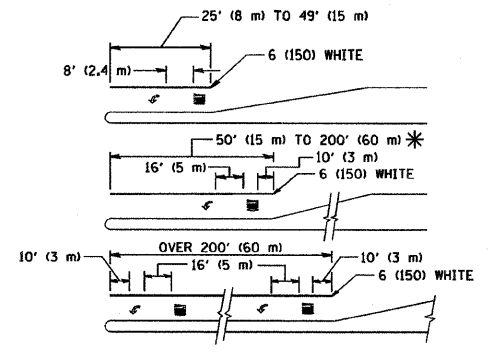 25' (8 m) TO 49' (15 m)
6 (150) WHITE
8' (2.4 m)
50' (15 m) TO 200' (60 m) *
16' (5 m)
10' (3 m)
6 (150) WHITE
OVER 200' (60 m)
10' (3 m)
16' (5 m)
10' (3 m)
6 (150) WHITE